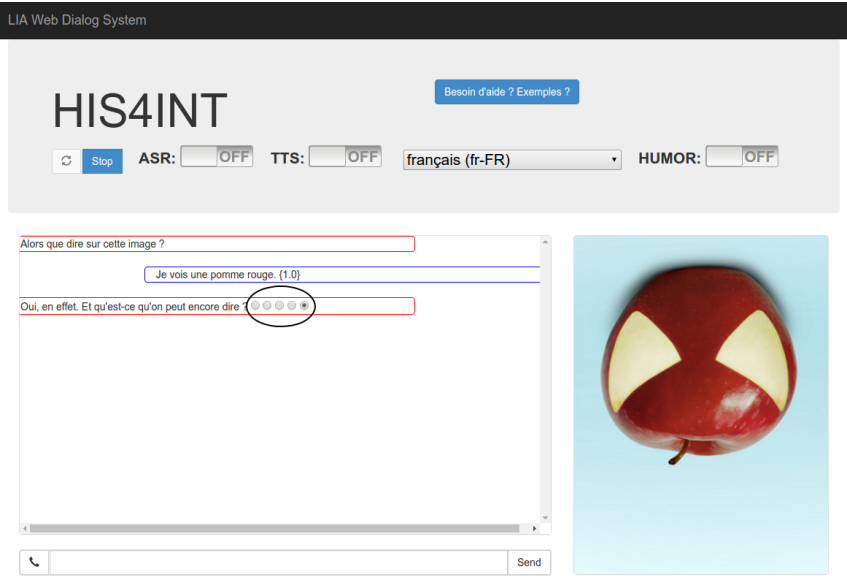 LIA Web Dialog System
Besoin d'aide ? Exemples ?
HIS4INT
Stop ASR: OFF TTS: OFF français (fr-FR) HUMOR: OFF
Alors que dire sur cette image ?
Je vois une pomme rouge. {1.0}
Oui, en effet. Et qu'est-ce qu'on peut encore dire ?
Send